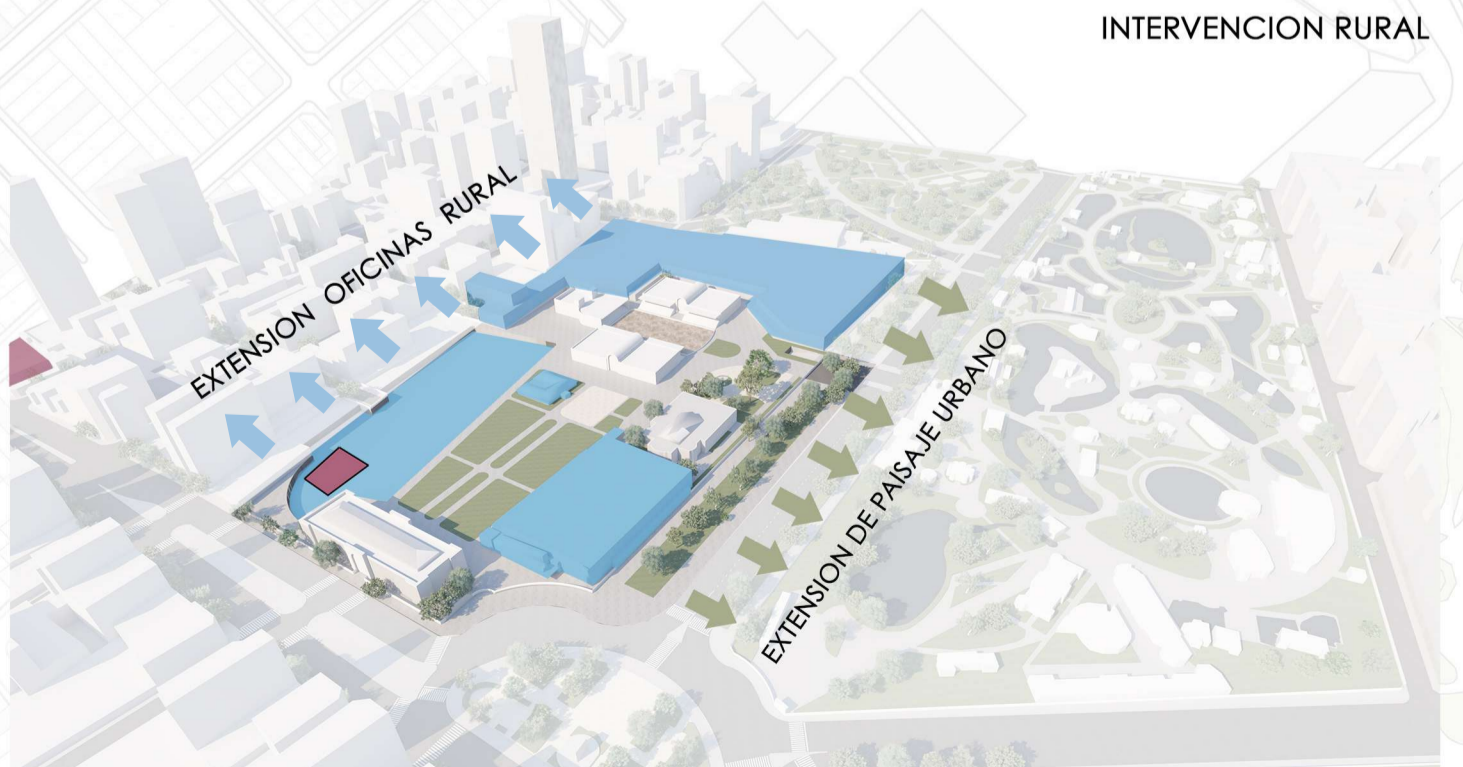 INTERVENCION RURAL
EXTENSION OFICINAS RURAL
EXTENSION DE PAISAJE URBANO